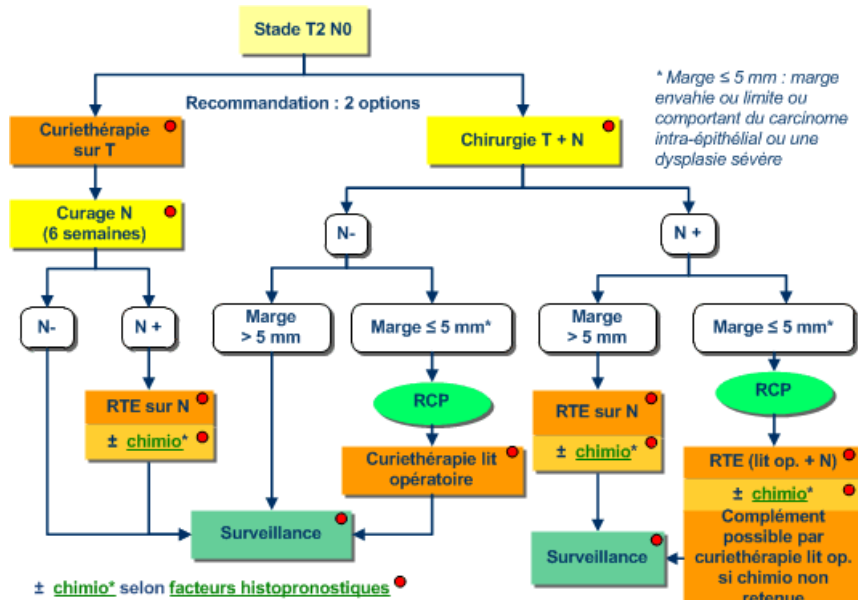 Stade T2 N0
Recommandation : 2 options
* Marge ≤ 5 mm : marge
envahie ou limite ou
comportant du carcinome
intra-épithélial ou une
dysplasie sévère
Curiethérapie
sur T
Chirurgie T + N
Curage N
(6 semaines)
N-
N +
N-
N +
Marge
> 5 mm
Marge ≤ 5 mm*
Marge
> 5 mm
Marge ≤ 5 mm*
RTE sur N
± chimio*
RCP
Curiethérapie lit
opératoire
RTE sur N
± chimio*
RCP
RTE (lit op. + N)
± chimio*
Complément
possible par
curiethérapie lit op.
si chimio non
retenue
Surveillance
Surveillance
± chimio* selon facteurs histopronostiques